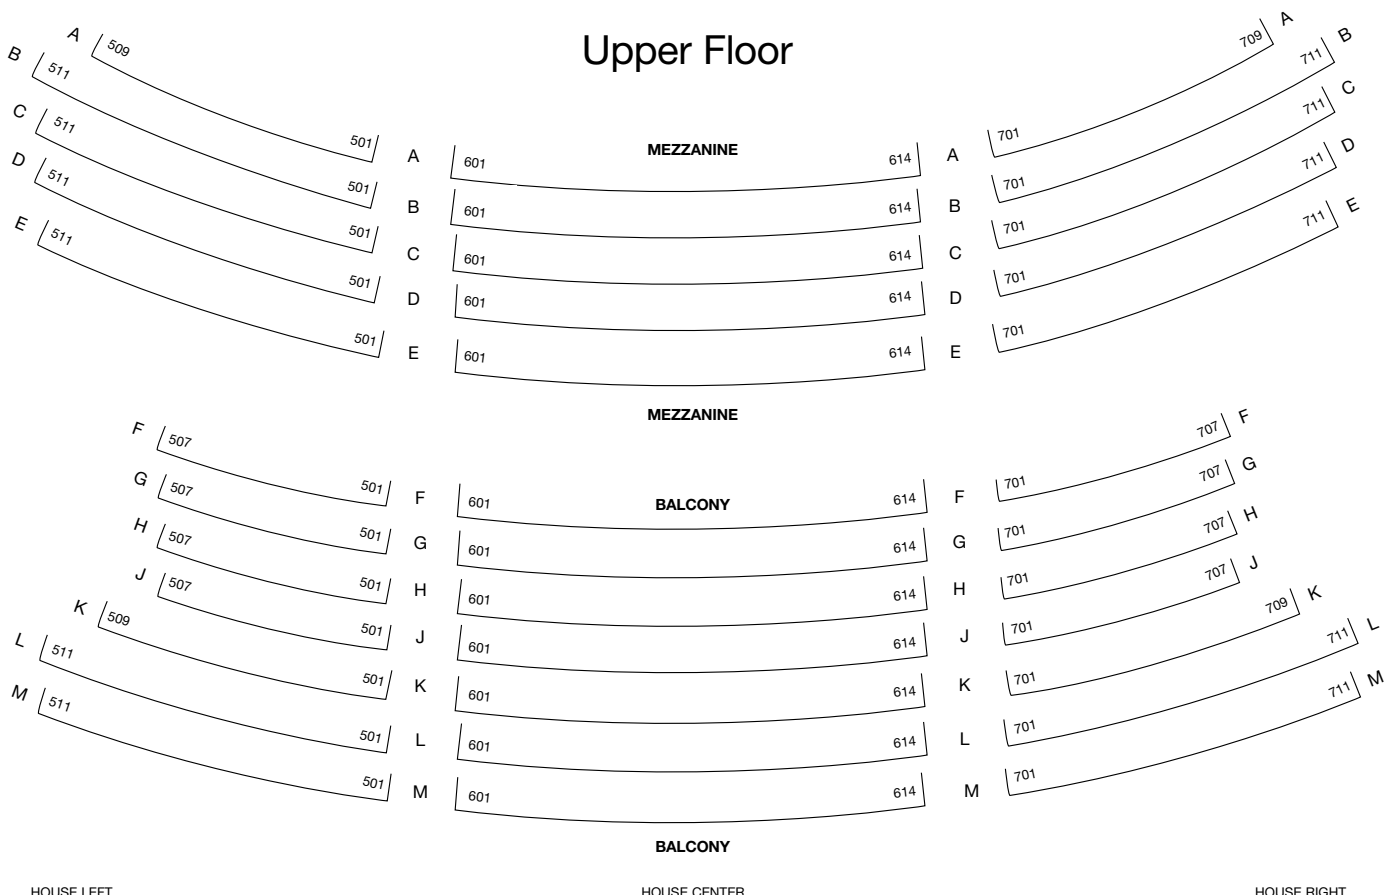 Upper Floor
MEZZANINE
A 509 501 A 601 614 A 701 709 A
B 511 501 B 601 614 B 701 711 B
C 511 501 C 601 614 C 701 711 C
D 511 501 D 601 614 D 701 711 D
E 511 501 E 601 614 E 701 711 E
MEZZANINE
BALCONY
F 507 501 F 601 614 F 701 707 F
G 507 501 G 601 614 G 701 707 G
H 507 501 H 601 614 H 701 707 H
J 507 501 J 601 614 J 701 707 J
K 509 501 K 601 614 K 701 709 K
L 511 501 L 601 614 L 701 711 L
M 511 501 M 601 614 M 701 711 M
BALCONY
HOUSE LEFT HOUSE CENTER HOUSE RIGHT